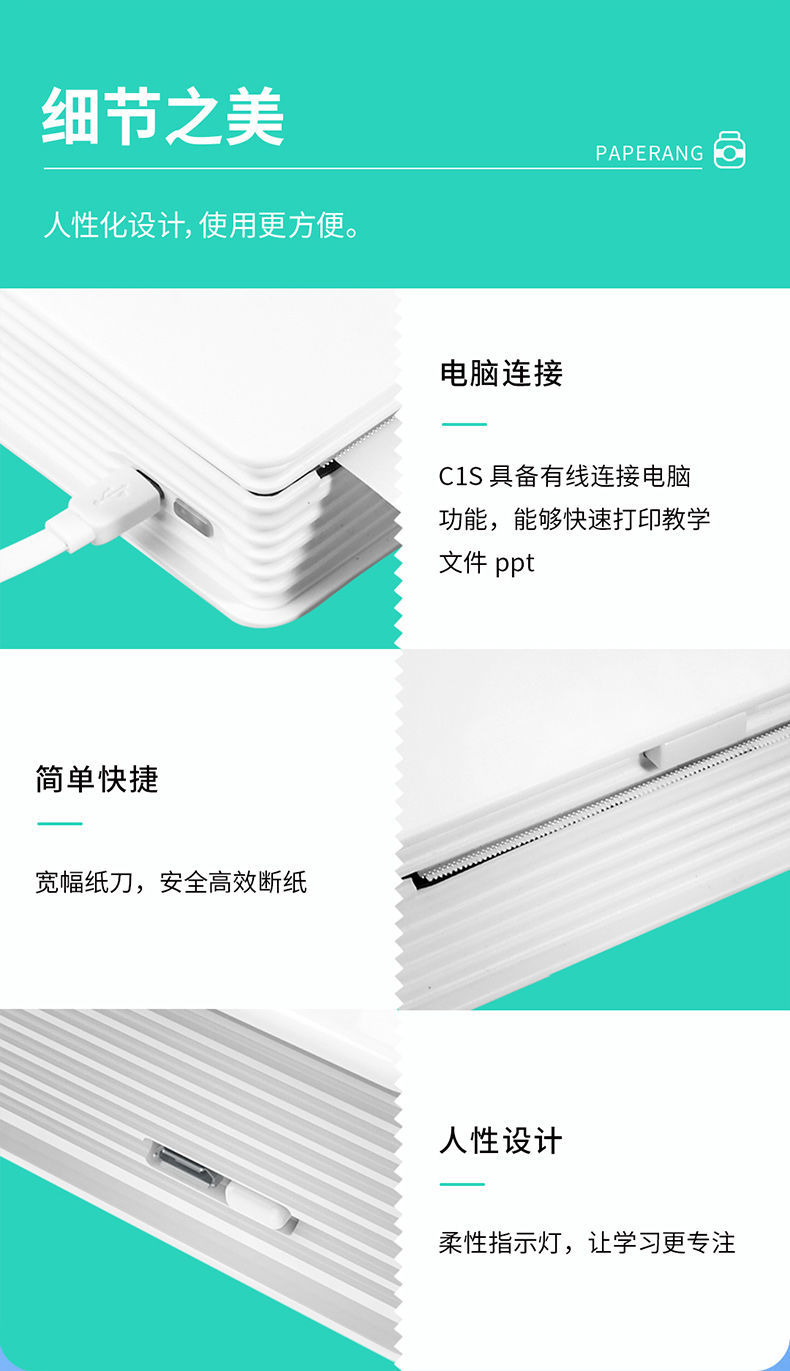 细节之美
PAPERANG
人性化设计，使用更方便。
电脑连接
C1S 具备有线连接电脑
功能，能够快速打印教学
文件 ppt
简单快捷
宽幅纸刀，安全高效断纸
人性设计
柔性指示灯，让学习更专注